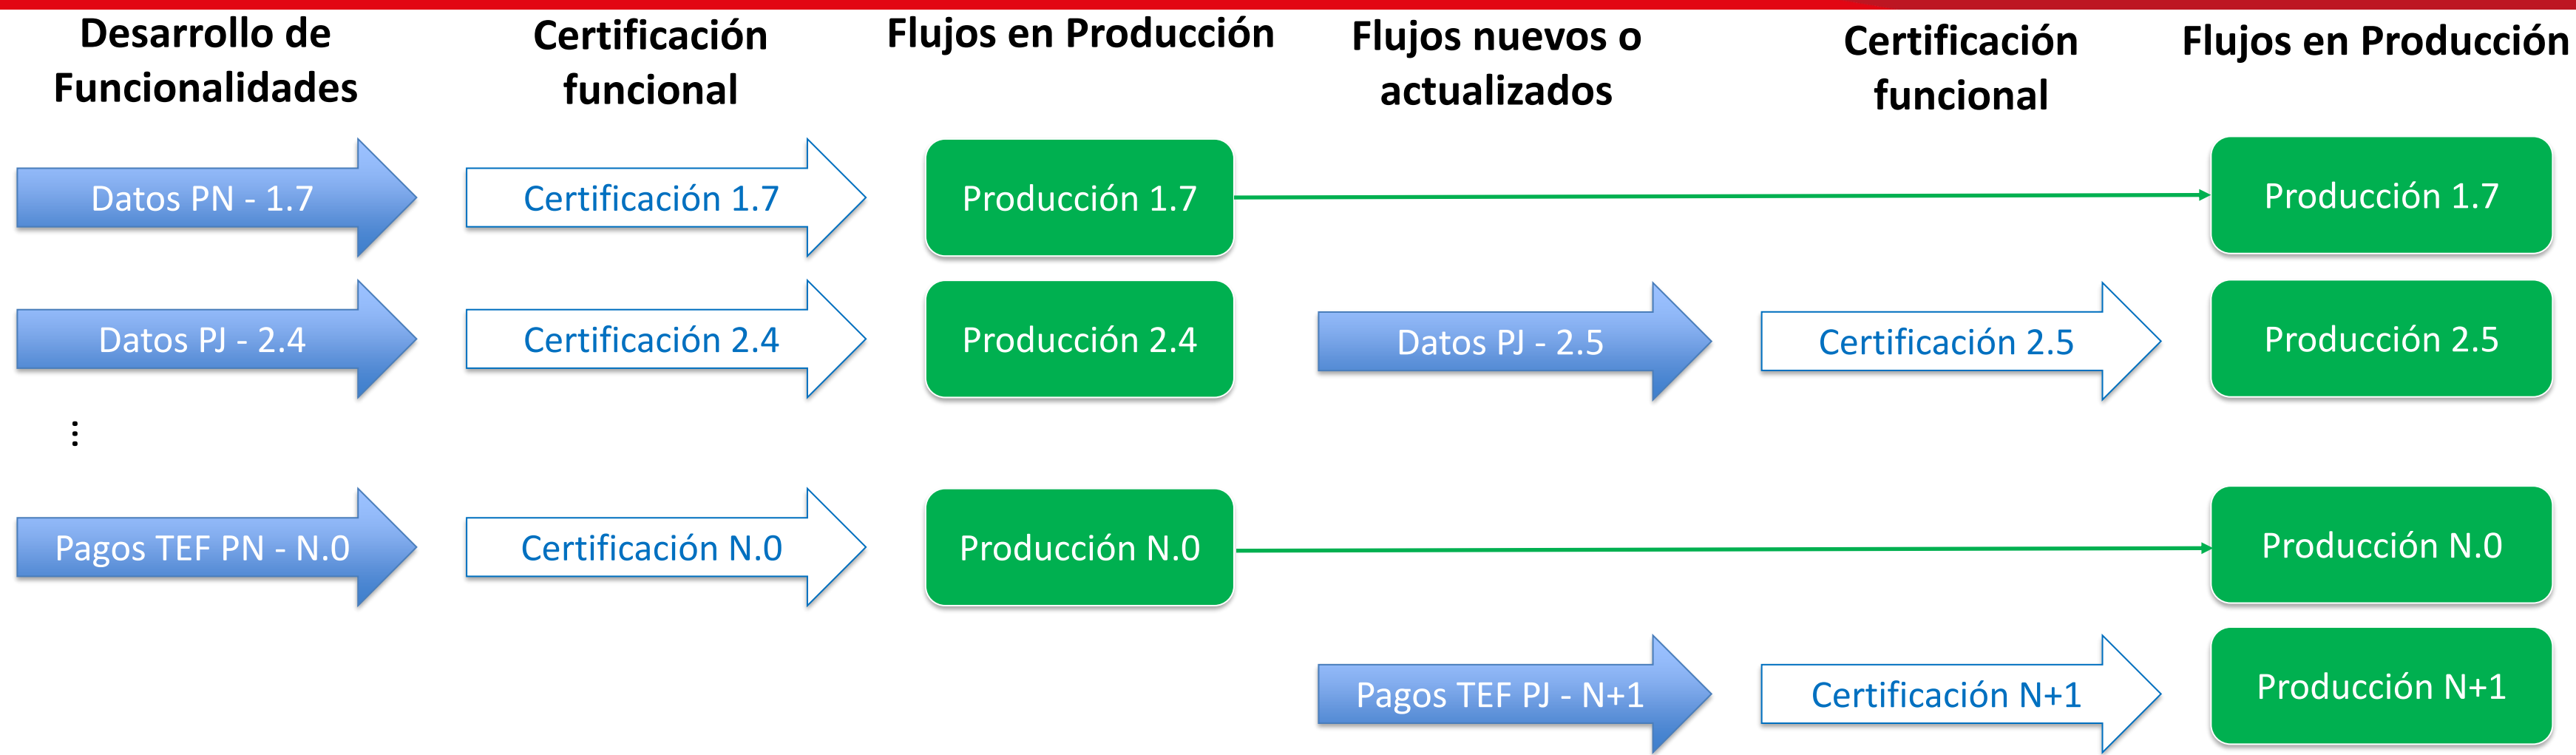 Desarrollo de
Funcionalidades
Certificación
funcional
Flujos en Producción
Flujos nuevos o
actualizados
Certificación
funcional
Flujos en Producción
Datos PN - 1.7
Certificación 1.7
Producción 1.7
Producción 1.7
Datos PJ - 2.4
Certificación 2.4
Producción 2.4
Datos PJ - 2.5
Certificación 2.5
Producción 2.5
...
Pagos TEF PN - N.0
Certificación N.0
Producción N.0
Producción N.0
Pagos TEF PJ - N+1
Certificación N+1
Producción N+1